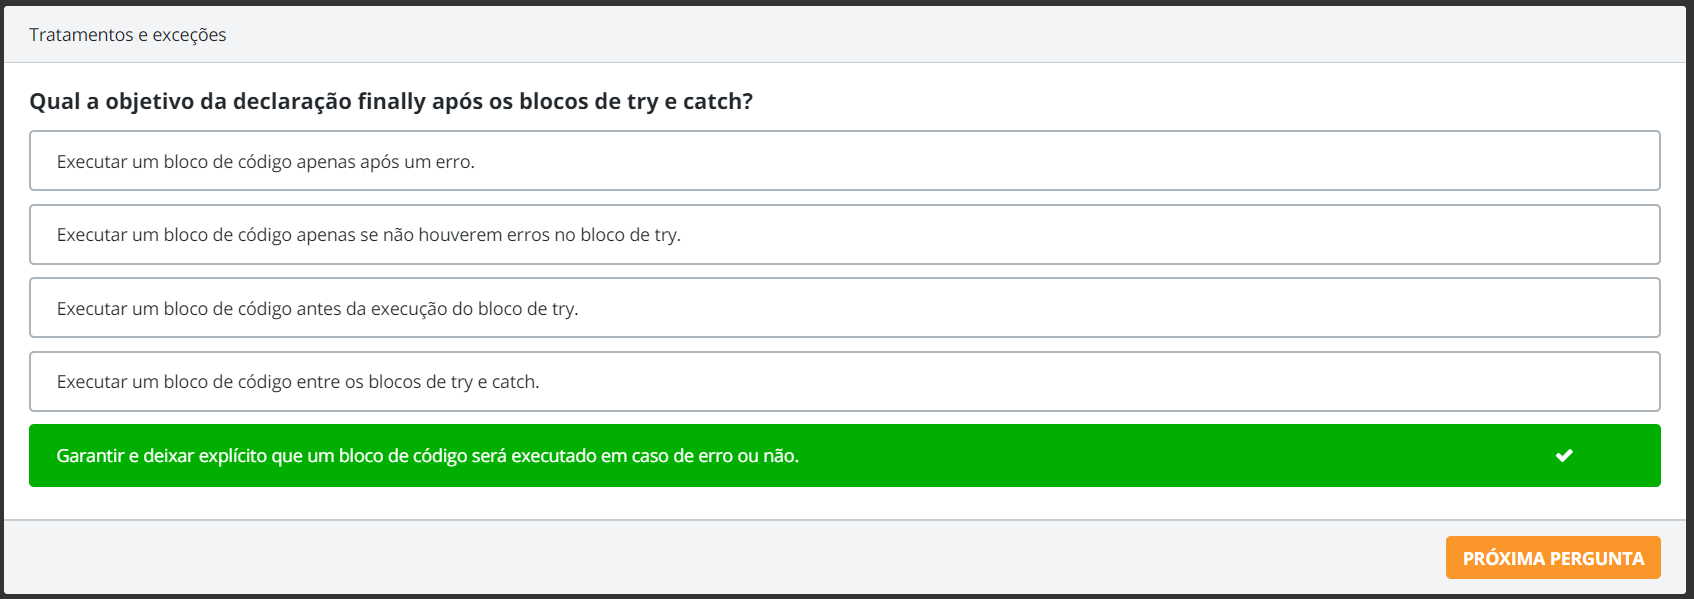 Tratamentos e exceções
Qual a objetivo da declaração finally após os blocos de try e catch?
Executar um bloco de código apenas após um erro.
Executar um bloco de código apenas se não houverem erros no bloco de try.
Executar um bloco de código antes da execução do bloco de try.
Executar um bloco de código entre os blocos de try e catch.
Garantir e deixar explícito que um bloco de código será executado em caso de erro ou não.
PRÓXIMA PERGUNTA